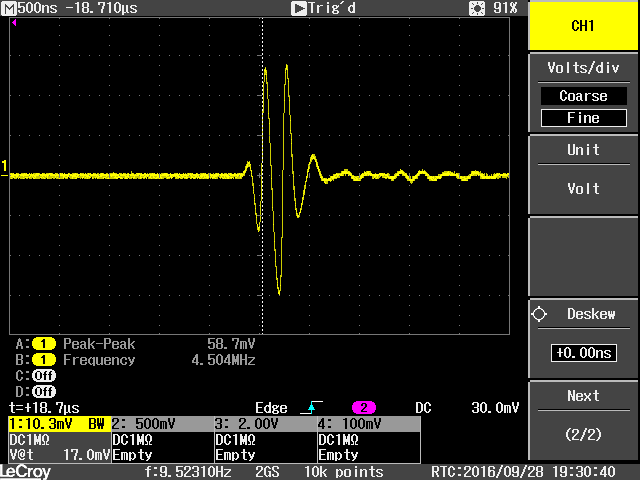 M 500ns -18.710µs Trig'd 91%
CH1
Volts/div
Coarse
Fine
Unit
Volt
1
Deskew
+0.00ns
Next
(2/2)
A: 1 Peak-Peak 58.7mV
B: 1 Frequency 4.504MHz
C: Off
D: Off
t=+18.7µs Edge 2 DC 30.0mV
1:10.3mV BW 2: 500mV 3: 2.00V 4: 100mV
DC1MΩ DC1MΩ DC1MΩ DC1MΩ
V@t 17.0mV Empty Empty Empty
LeCroy f:9.52310Hz 2GS 10k points RTC:2016/09/28 19:30:40